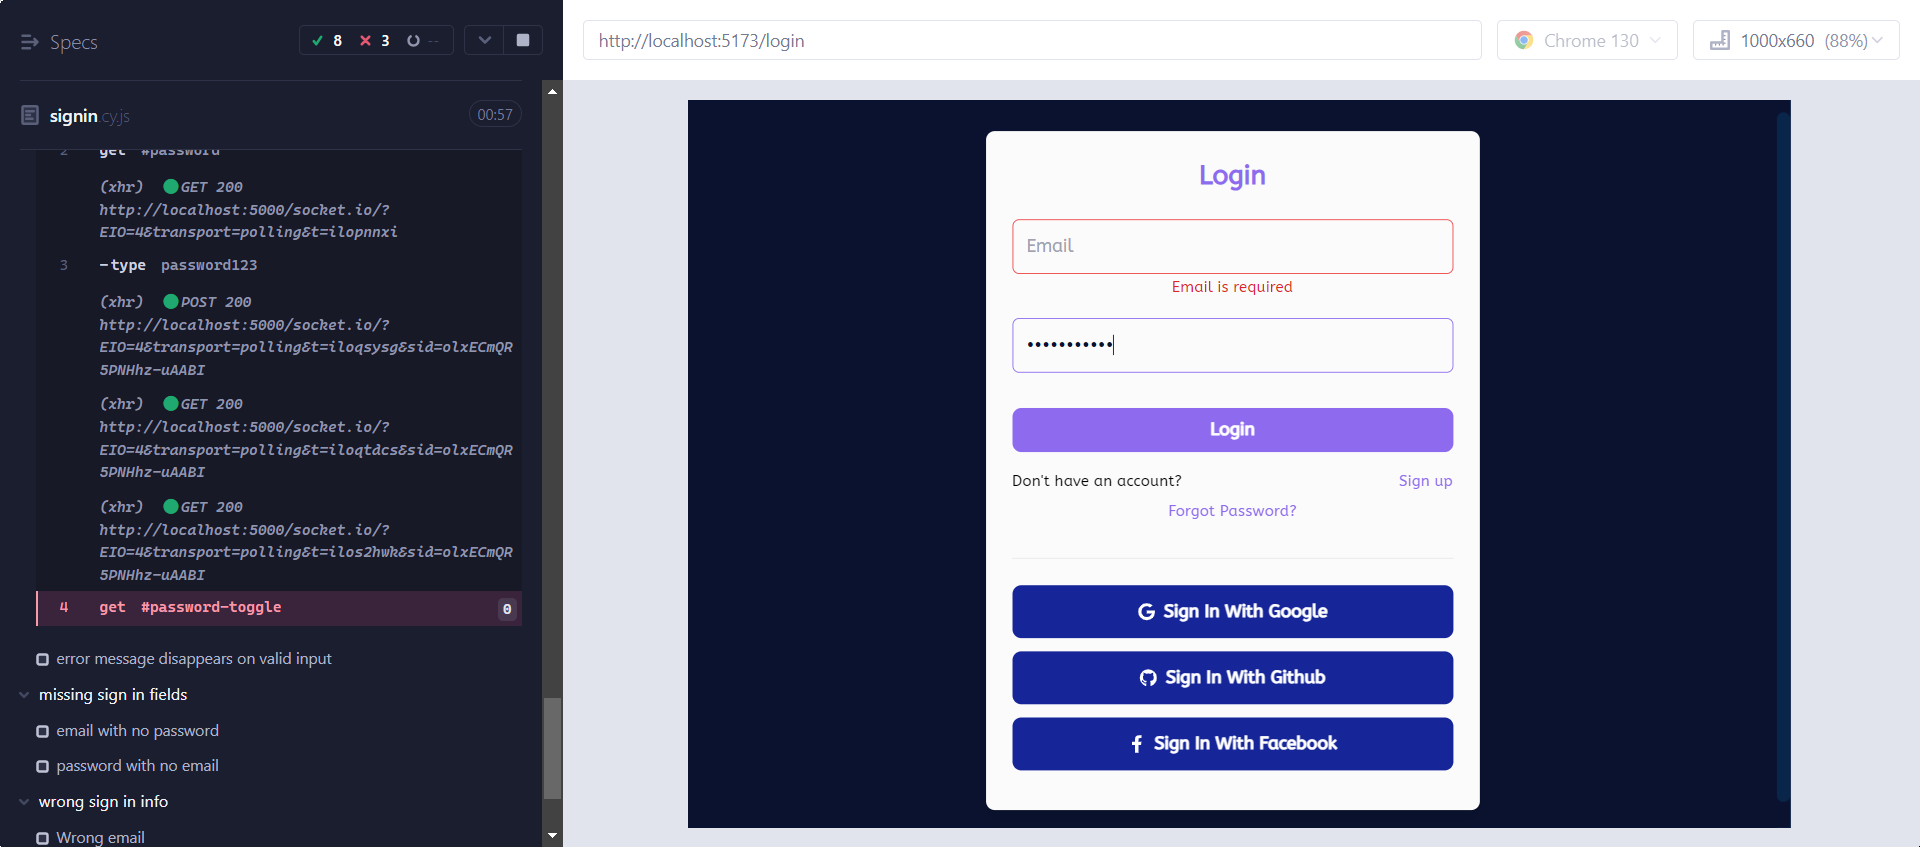 Specs
8 3 --
signin.cy.js
00:57
2 get #password
(xhr) GET 200
http://localhost:5000/socket.io/?
EIO=4&transport=polling&t=ilopnnxi
3 -type password123
(xhr) POST 200
http://localhost:5000/socket.io/?
EIO=4&transport=polling&t=iloqsysg&sid=olxECmQR
5PNHhz-uAABI
(xhr) GET 200
http://localhost:5000/socket.io/?
EIO=4&transport=polling&t=iloqtdcs&sid=olxECmQR
5PNHhz-uAABI
(xhr) GET 200
http://localhost:5000/socket.io/?
EIO=4&transport=polling&t=ilos2hwk&sid=olxECmQR
5PNHhz-uAABI
4 get #password-toggle 0
error message disappears on valid input
missing sign in fields
email with no password
password with no email
wrong sign in info
Wrong email
http://localhost:5173/login
Chrome 130
1000x660 (88%)
Login
Email
Email is required
•••••••••••
Login
Don't have an account? Sign up
Forgot Password?
Sign In With Google
Sign In With Github
Sign In With Facebook